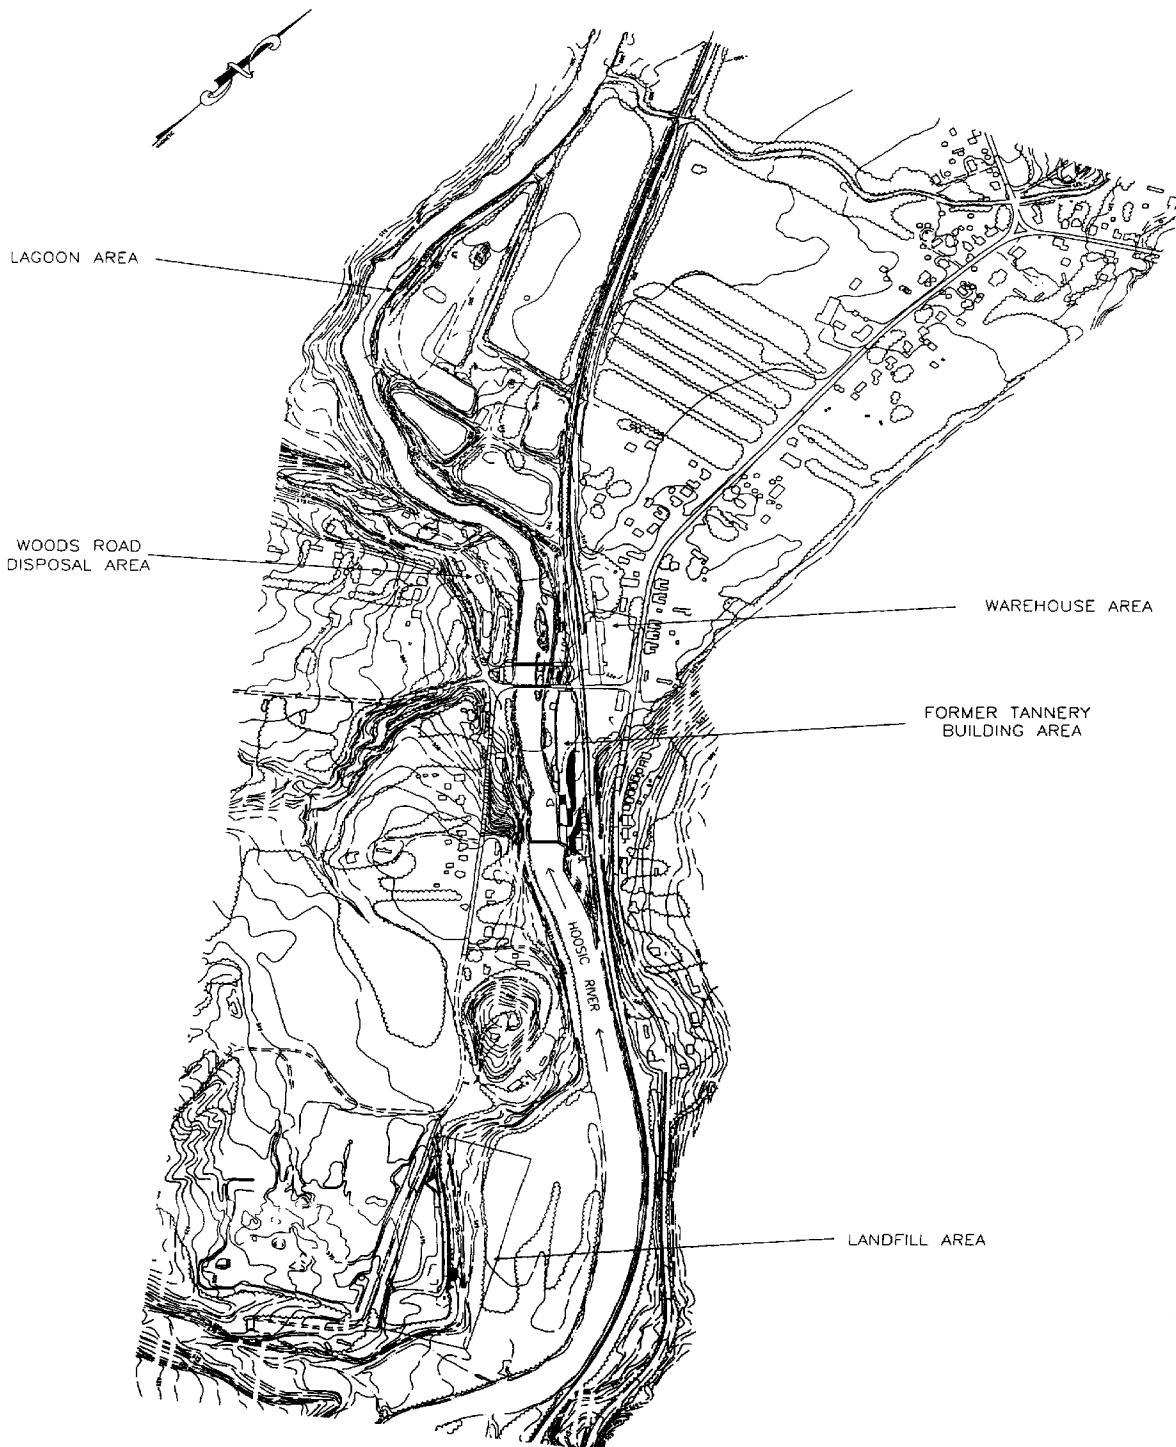 LAGOON AREA
WOODS ROAD
DISPOSAL AREA
WAREHOUSE AREA
FORMER TANNERY
BUILDING AREA
HOOSIC RIVER
LANDFILL AREA